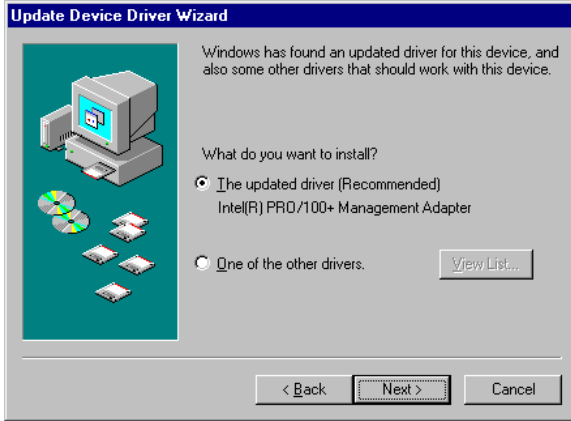 Update Device Driver Wizard
Windows has found an updated driver for this device, and
also some other drivers that should work with this device.
What do you want to install?
The updated driver (Recommended)
Intel(R) PRO/100+ Management Adapter
One of the other drivers.
View List...
< Back
Next >
Cancel